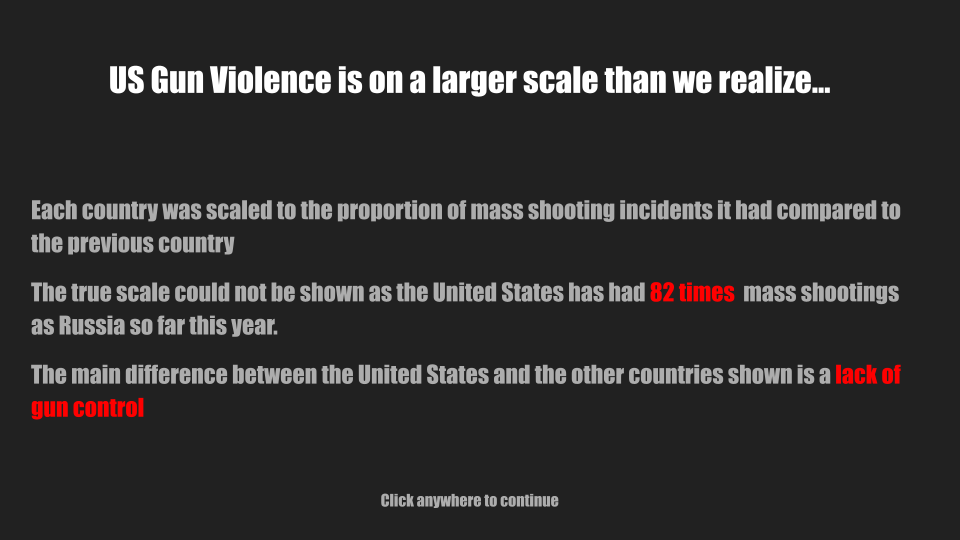 US Gun Violence is on a larger scale than we realize...
Each country was scaled to the proportion of mass shooting incidents it had compared to
the previous country
The true scale could not be shown as the United States has had 82 times mass shootings
as Russia so far this year.
The main difference between the United States and the other countries shown is a lack of
gun control
Click anywhere to continue